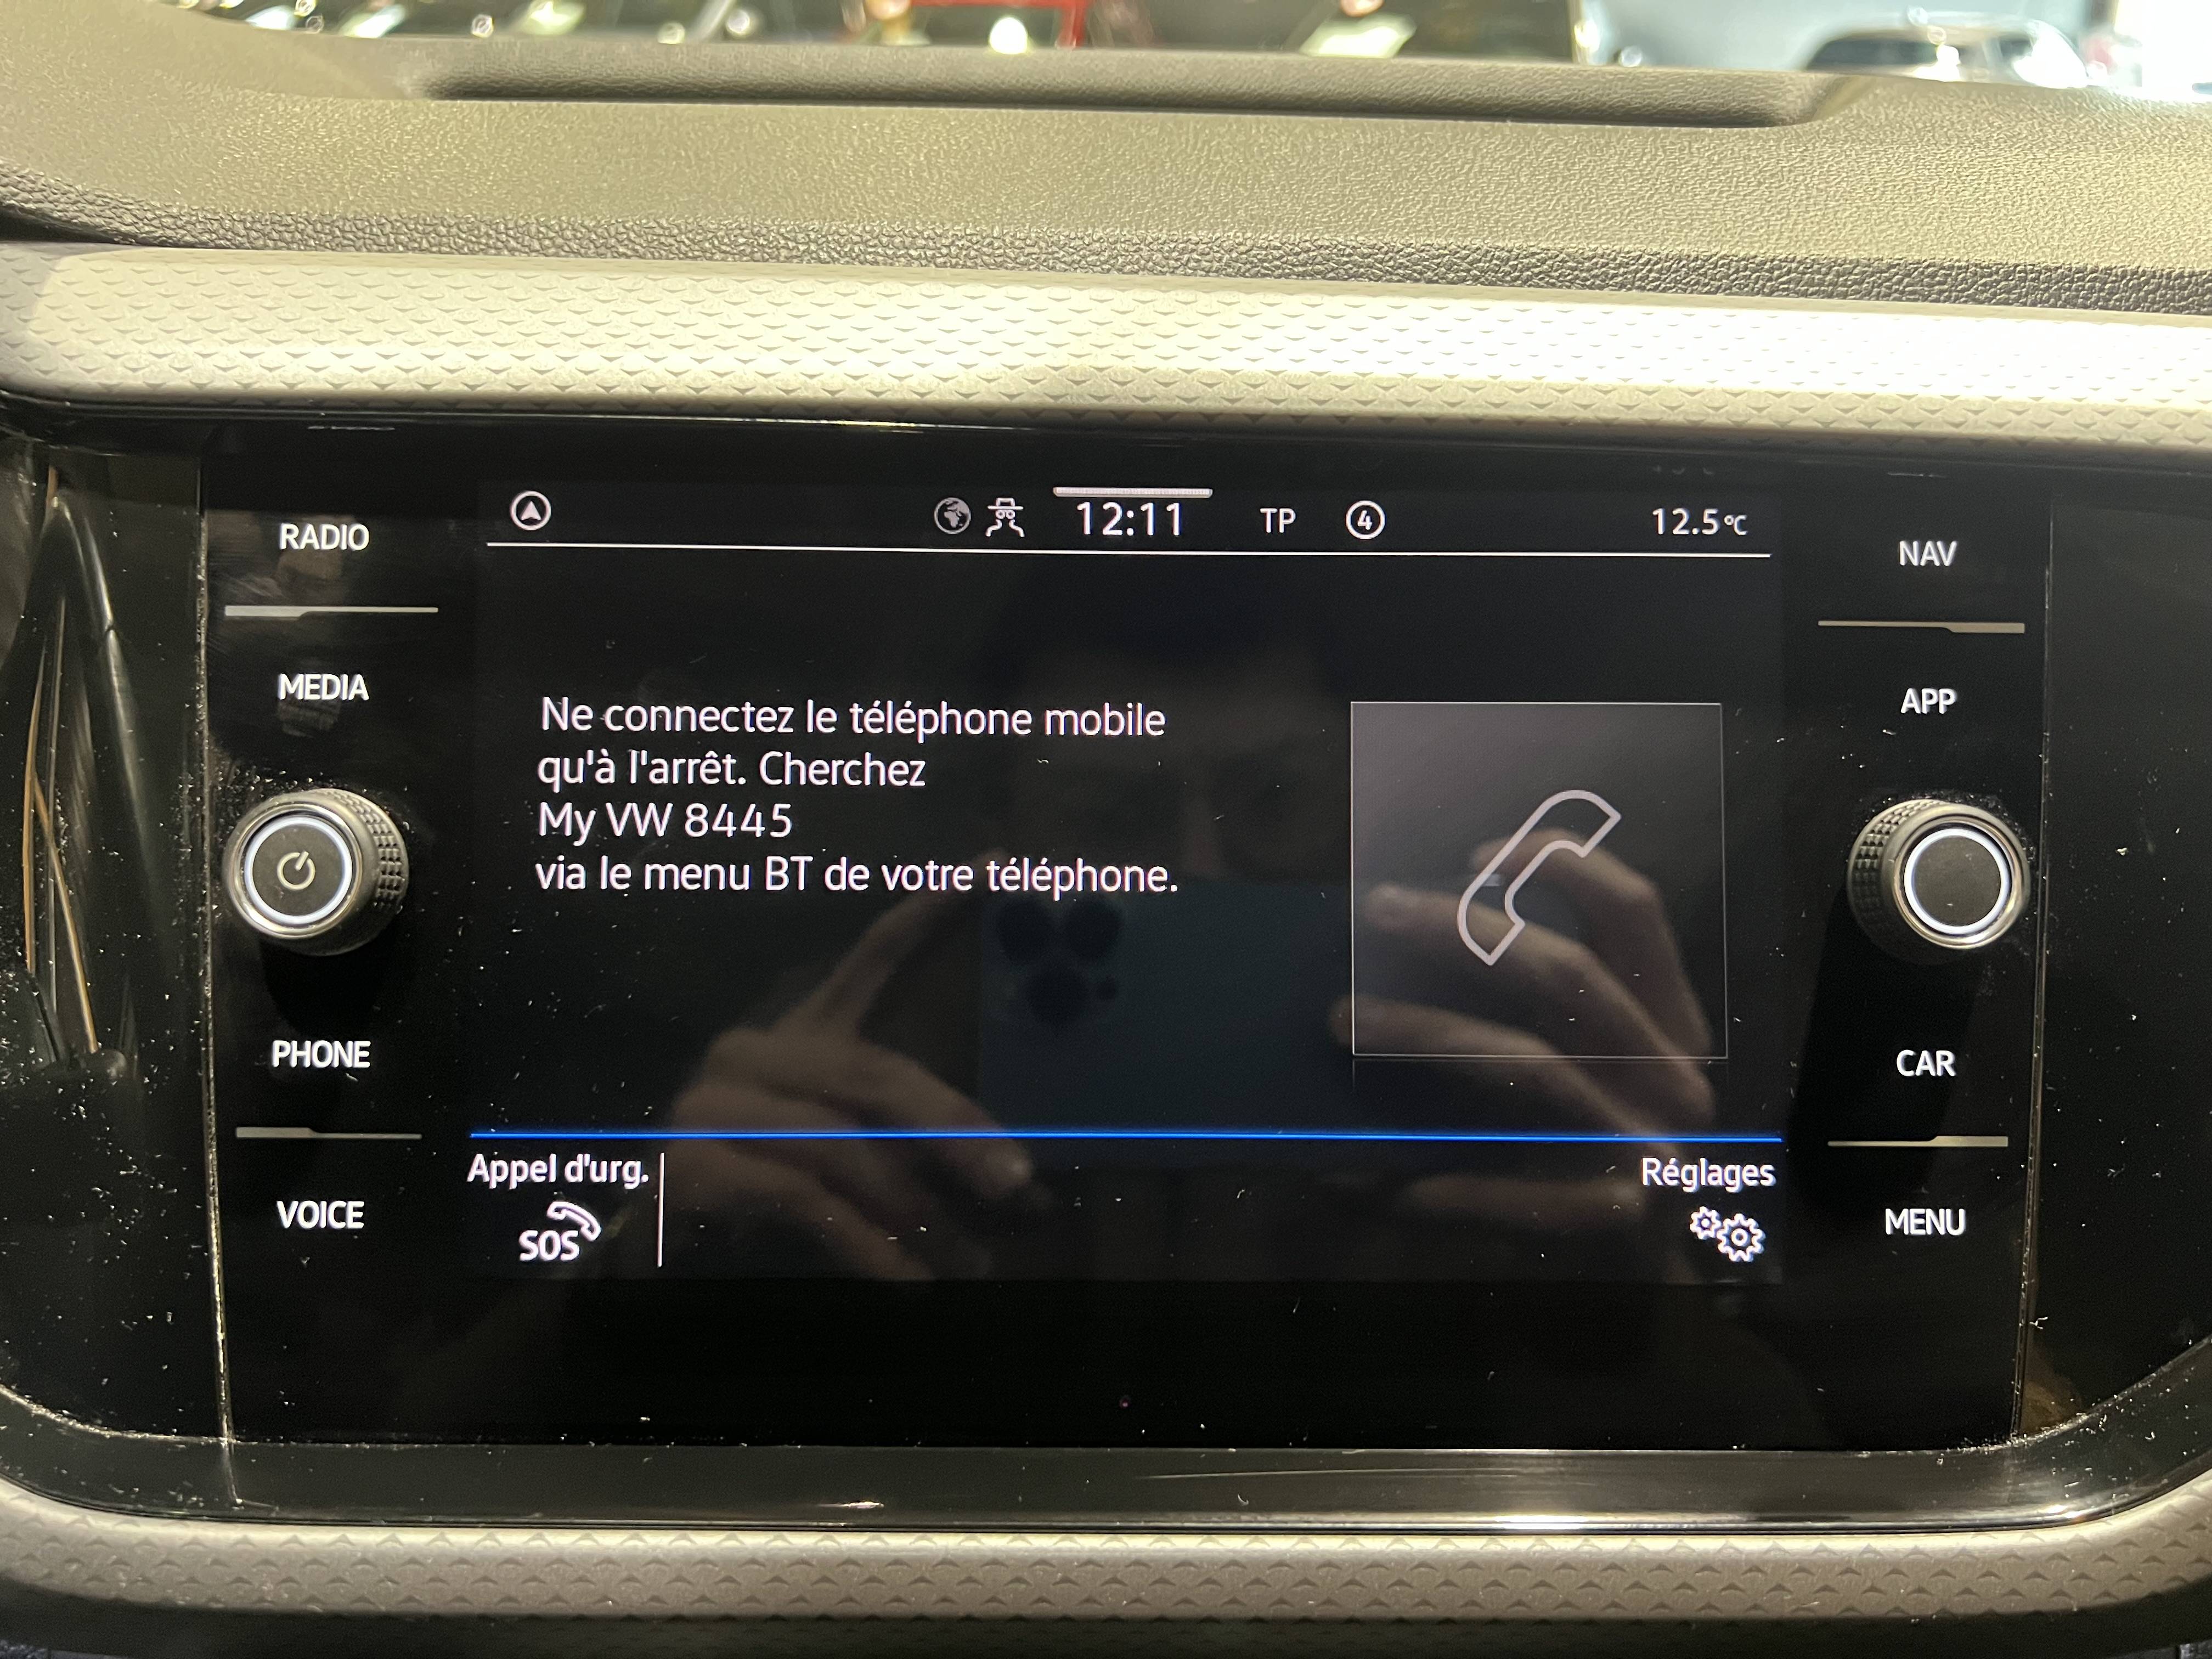 RADIO
MEDIA
PHONE
VOICE
12:11
TP
4
12.5°C
Ne connectez le téléphone mobile
qu'à l'arrêt. Cherchez
My VW 8445
via le menu BT de votre téléphone.
Appel d'urg.
SOS
Réglages
NAV
APP
CAR
MENU